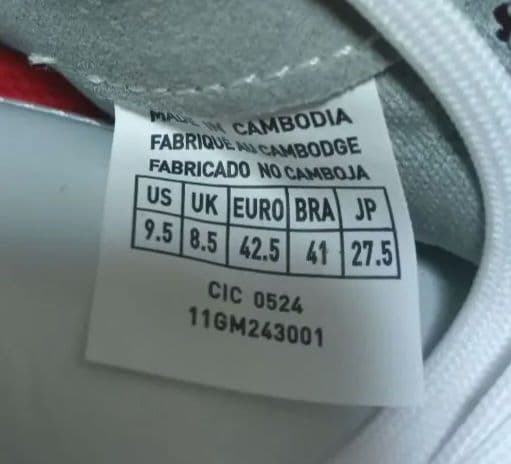 MADE IN CAMBODIA
FABRIQUE AU CAMBODGE
FABRICADO NO CAMBOJA
US UK EURO BRA JP
9.5 8.5 42.5 41 27.5
CIC 0524
11GM243001